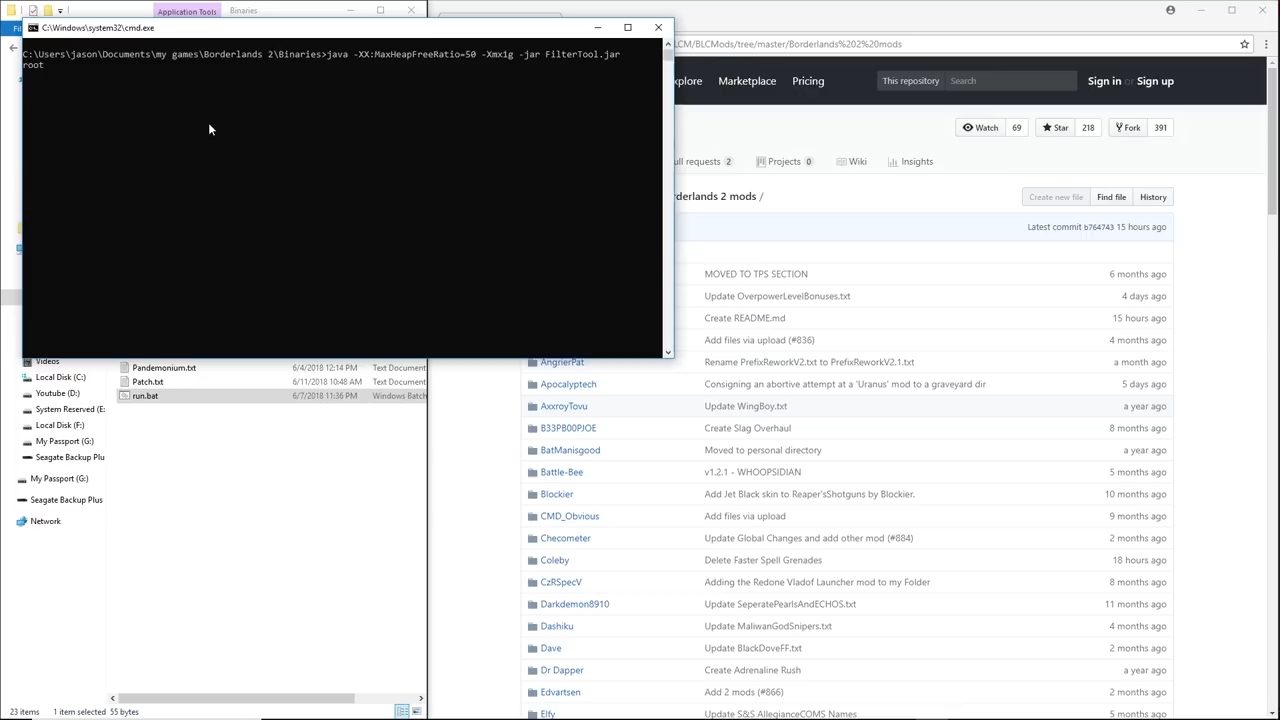 Application Tools
Binaries
C:\Windows\system32\cmd.exe
C:\Users\jason\Documents\my games\Borderlands 2\Binaries>java -XX:MaxHeapFreeRatio=50 -Xmx1g -jar FilterTool.jar
root
LCM/BLCMods/tree/master/Borderlands%202%20mods
xplore Marketplace Pricing
This repository Search
Sign in or Sign up
Watch 69 Star 218 Fork 391
ull requests 2 Projects 0 Wiki Insights
rderlands 2 mods /
Create new file Find file History
Latest commit b764743 15 hours ago
MOVED TO TPS SECTION 6 months ago
Update OverpowerLevelBonuses.txt 4 days ago
Create README.md 15 hours ago
Add files via upload (#836) 4 months ago
AngrierPat Rename PrefixReworkV2.txt to PrefixReworkV2.1.txt a month ago
Apocalyptech Consigning an abortive attempt at a 'Uranus' mod to a graveyard dir 5 days ago
AxxroyTovu Update WingBoy.txt a year ago
B33PB00PJOE Create Slag Overhaul 8 months ago
BatManisgood Moved to personal directory a year ago
Battle-Bee v1.2.1 - WHOOPSIDIAN 5 months ago
Blockier Add Jet Black skin to Reaper'sShotguns by Blockier. 10 months ago
CMD_Obvious Add files via upload 9 months ago
Checometer Update Global Changes and add other mod (#884) 2 months ago
Coleby Delete Faster Spell Grenades 18 hours ago
CzRSpecV Adding the Redone Vladof Launcher mod to my Folder 8 months ago
Darkdemon8910 Update SeperatePearlsAndECHOS.txt 11 months ago
Dashiku Update MaliwanGodSnipers.txt 4 months ago
Dave Update BlackDoveFF.txt 2 months ago
Dr Dapper Create Adrenaline Rush a year ago
Edvartsen Add 2 mods (#866) 2 months ago
Elfy Update S&S AllegianceCOMS Names 2 months ago
Videos
Local Disk (C:)
Youtube (D:)
System Reserved (E:
Local Disk (F:)
My Passport (G:)
Seagate Backup Plu
My Passport (G:)
Seagate Backup Plus
Network
Pandemonium.txt 6/4/2018 12:14 PM Text Document
Patch.txt 6/11/2018 10:48 AM Text Document
run.bat 6/7/2018 11:36 PM Windows Batch
23 items 1 item selected 55 bytes